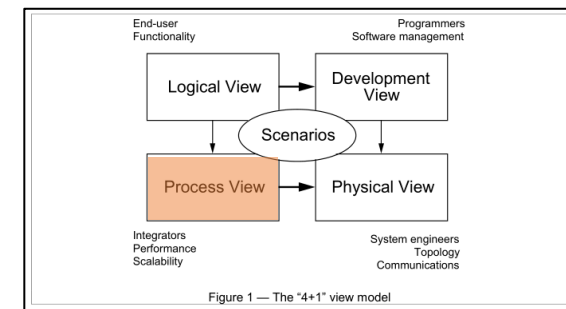 End-user
Functionality
Programmers
Software management
Logical View
Development
View
Scenarios
Process View
Physical View
Integrators
Performance
Scalability
System engineers
Topology
Communications
Figure 1 — The “4+1” view model